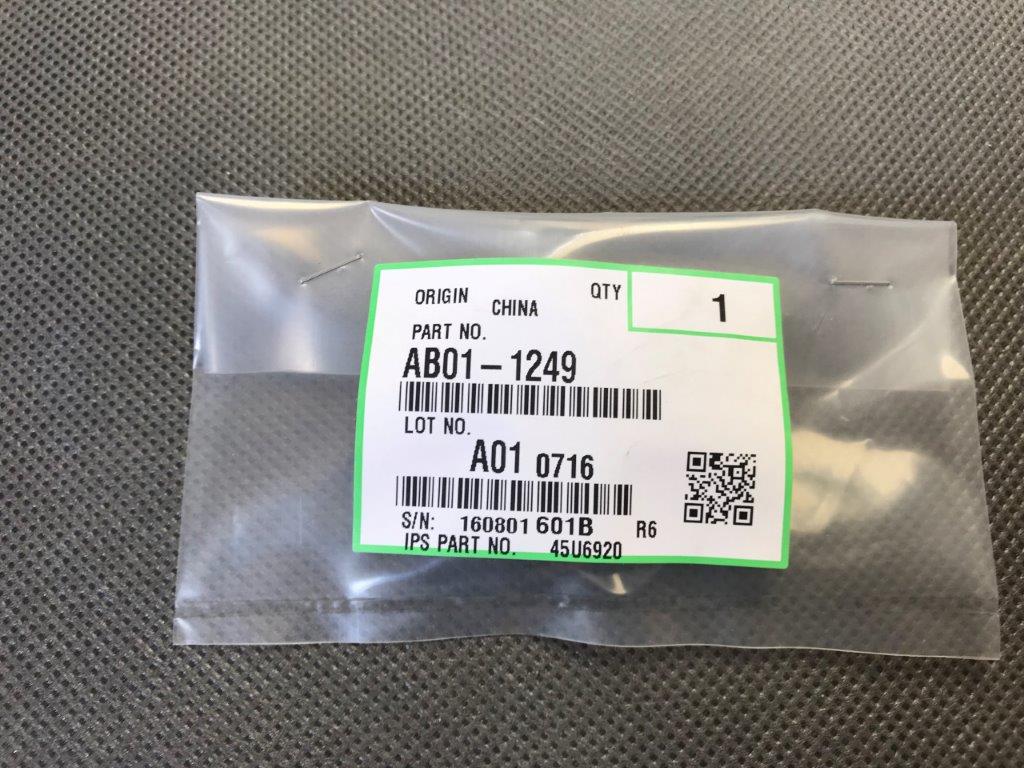 ORIGIN CHINA QTY 1
PART NO.
AB01-1249
LOT NO.
A01 0716
S/N: 160801 601B R6
IPS PART NO. 45U6920